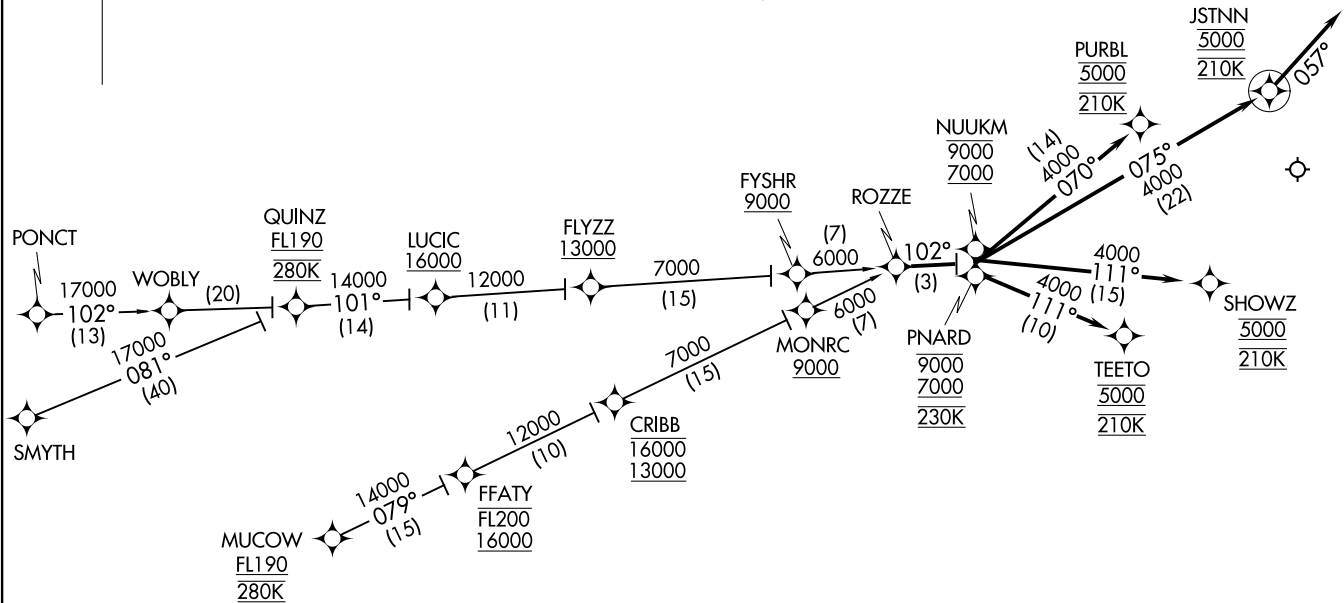 JSTNN
5000
210K
057°
PURBL
5000
210K
NUUKM
9000
7000
(14)
4000
070°
075°
4000
(22)
FYSHR
9000
ROZZE
(7)
6000
102°
(3)
QUINZ
FL190
280K
LUCIC
16000
FLYZZ
13000
PONCT
WOBLY
17000
102°
(13)
(20)
14000
101°
(14)
12000
(11)
7000
(15)
4000
111°
(15)
4000
111°
(10)
SHOWZ
5000
210K
TEETO
5000
210K
PNARD
9000
7000
230K
6000
(7)
MONRC
9000
17000
081°
(40)
SMYTH
7000
(15)
CRIBB
16000
13000
12000
(10)
FFATY
FL200
16000
14000
079°
(15)
MUCOW
FL190
280K